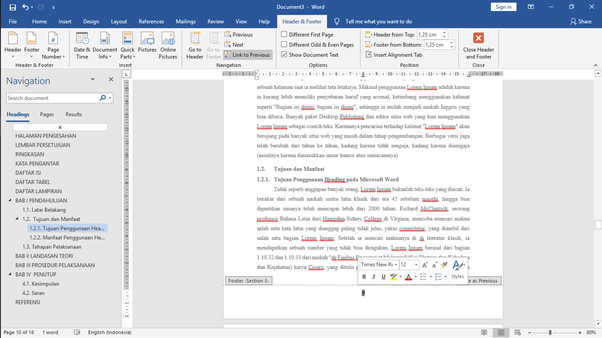 Document3 - Word
Sign in
File Home Insert Design Layout References Mailings Review View Help Header & Footer Tell me what you want to do Share
Header Footer Page Number
Date & Time Document Info Quick Parts Pictures Online Pictures
Go to Header Go to Footer
Previous
Next
Link to Previous
Different First Page
Different Odd & Even Pages
Show Document Text
Header from Top: 1,25 cm
Footer from Bottom: 1,25 cm
Insert Alignment Tab
Close Header and Footer
Header & Footer Insert Navigation Options Position Close
Navigation
Search document
Headings Pages Results
HALAMAN PENGESAHAN
LEMBAR PERSETUJUAN
RINGKASAN
KATA PENGANTAR
DAFTAR ISI
DAFTAR TABEL
DAFTAR LAMPIRAN
BAB I PENDAHULUAN
1.1. Latar Belakang
1.2. Tujuan dan Manfaat
1.2.1. Tujuan Penggunaan Hea...
1.2.2. Manfaat Penggunaan He...
1.3. Tahapan Pelaksanaan
BAB II LANDASAN TEORI
BAB III PROSEDUR PELAKSANAAN
BAB IV PENUTUP
4.1. Kesimpulan
4.2. Saran
REFERENSI
sebuah halaman saat ia melihat tata letaknya. Maksud penggunaan Lorem Ipsum adalah karena
ia kurang lebih memiliki penyebaran huruf yang normal, ketimbang menggunakan kalimat
seperti "Bagian isi disini, bagian isi disini", sehingga ia seolah menjadi naskah Inggris yang
bisa dibaca. Banyak paket Desktop Publishing dan editor situs web yang kini menggunakan
Lorem Ipsum sebagai contoh teks. Karenanya pencarian terhadap kalimat "Lorem Ipsum" akan
berujung pada banyak situs web yang masih dalam tahap pengembangan. Berbagai versi juga
telah berubah dari tahun ke tahun, kadang karena tidak sengaja, kadang karena disengaja
(misalnya karena dimasukkan unsur humor atau semacamnya)
1.2. Tujuan dan Manfaat
1.2.1. Tujuan Penggunaan Heading pada Microsoft Word
Tidak seperti anggapan banyak orang, Lorem Ipsum bukanlah teks-teks yang diacak. Ia
berakar dari sebuah naskah sastra latin klasik dari era 45 sebelum masehi, hingga bisa
dipastikan usianya telah mencapai lebih dari 2000 tahun. Richard McClintock, seorang
professor Bahasa Latin dari Hampden-Sidney College di Virginia, mencoba mencari makna
salah satu kata latin yang dianggap paling tidak jelas, yakni consectetur, yang diambil dari
salah satu bagian Lorem Ipsum. Setelah ia mencari maknanya di di literatur klasik, ia
mendapatkan sebuah sumber yang tidak bisa diragukan. Lorem Ipsum berasal dari bagian
1.10.32 dan 1.10.33 dari naskah "de Finibus
dan Kejahatan) karya Cicero, yang ditulis
Times New Ro 12
Styles
Footer -Section 3-
as Previous
Page 10 of 16 1 word English (Indonesia) 80%